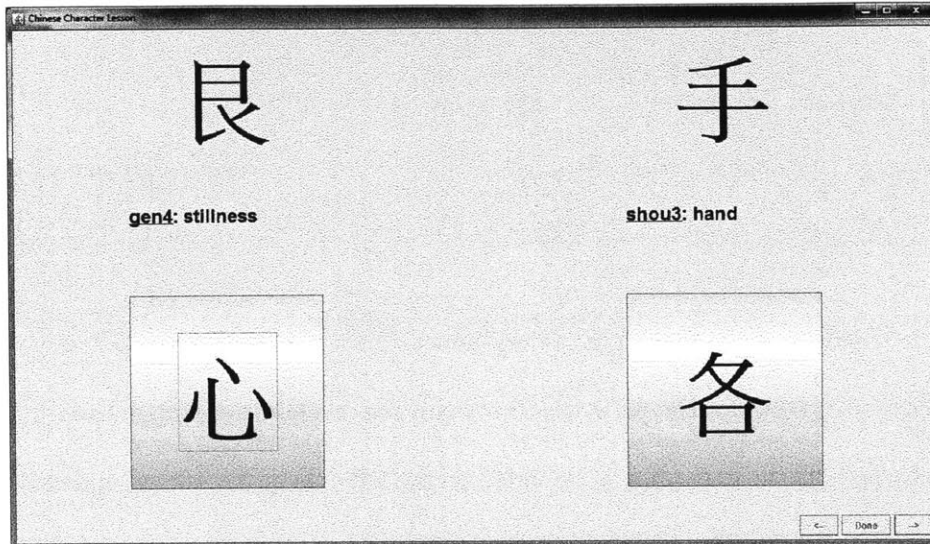 Chinese Character Lesson
艮 手
gen4: stillness shou3: hand
心 各
<- Done ->